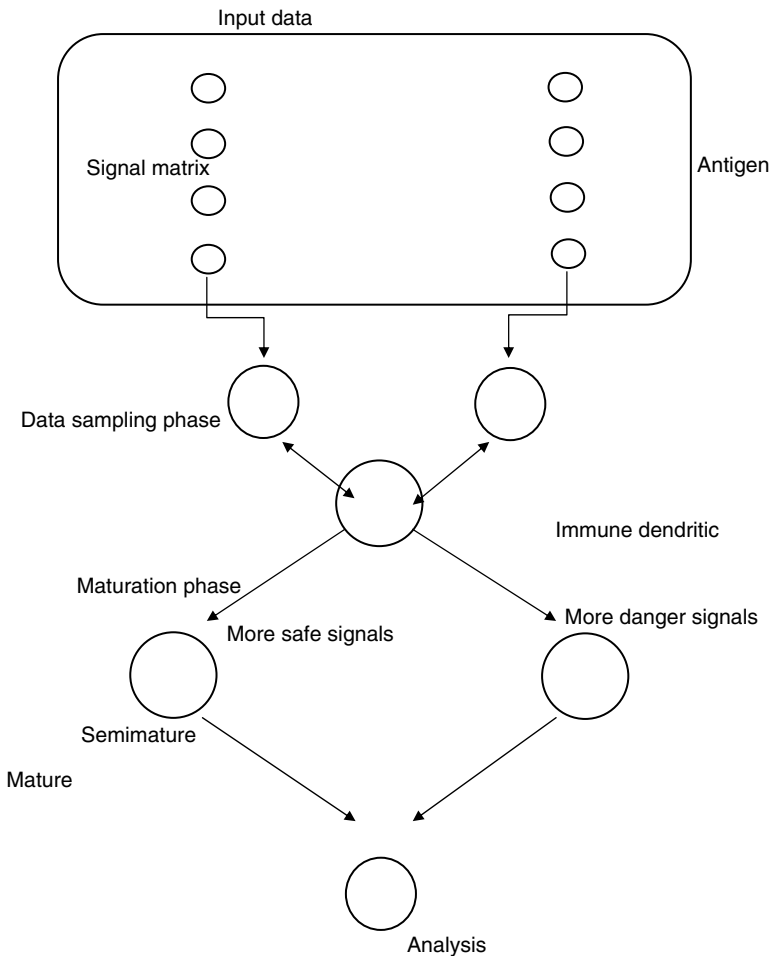 Input data
Signal matrix
Antigen
Data sampling phase
Immune dendritic
Maturation phase
More safe signals
More danger signals
Semimature
Mature
Analysis